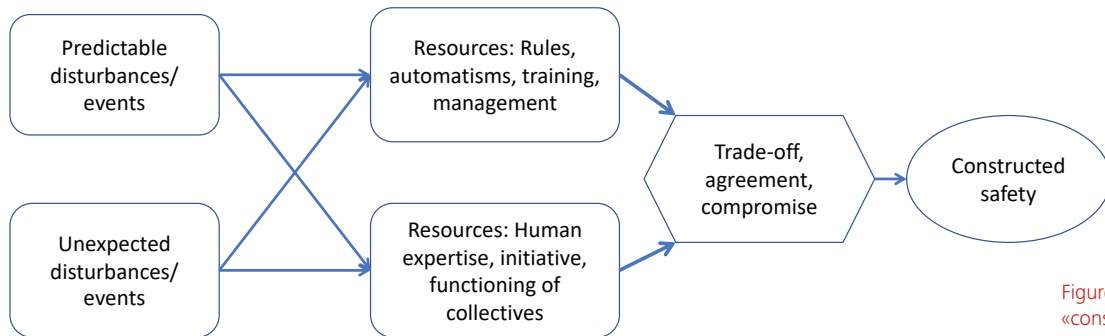 Predictable
disturbances/
events
Resources: Rules,
automatisms, training,
management
Unexpected
disturbances/
events
Resources: Human
expertise, initiative,
functioning of
collectives
Trade-off,
agreement,
compromise
Constructed
safety